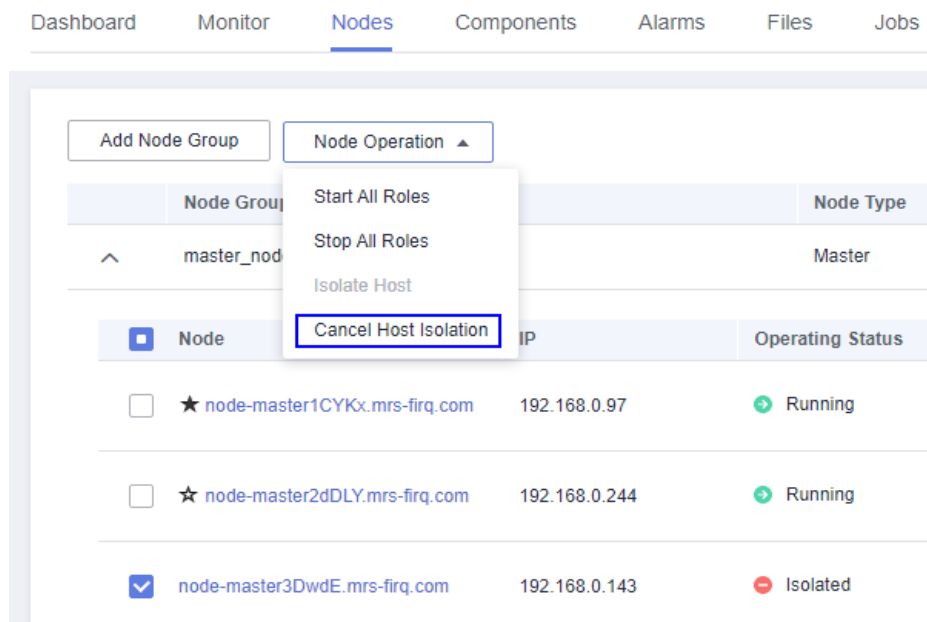 Dashboard Monitor Nodes Components Alarms Files Jobs
Add Node Group Node Operation
Start All Roles
Stop All Roles
Isolate Host
Cancel Host Isolation
Node Group Node Type
master_nod Master
Node IP Operating Status
node-master1CYKx.mrs-firq.com 192.168.0.97 Running
node-master2dDLY.mrs-firq.com 192.168.0.244 Running
node-master3DwdE.mrs-firq.com 192.168.0.143 Isolated